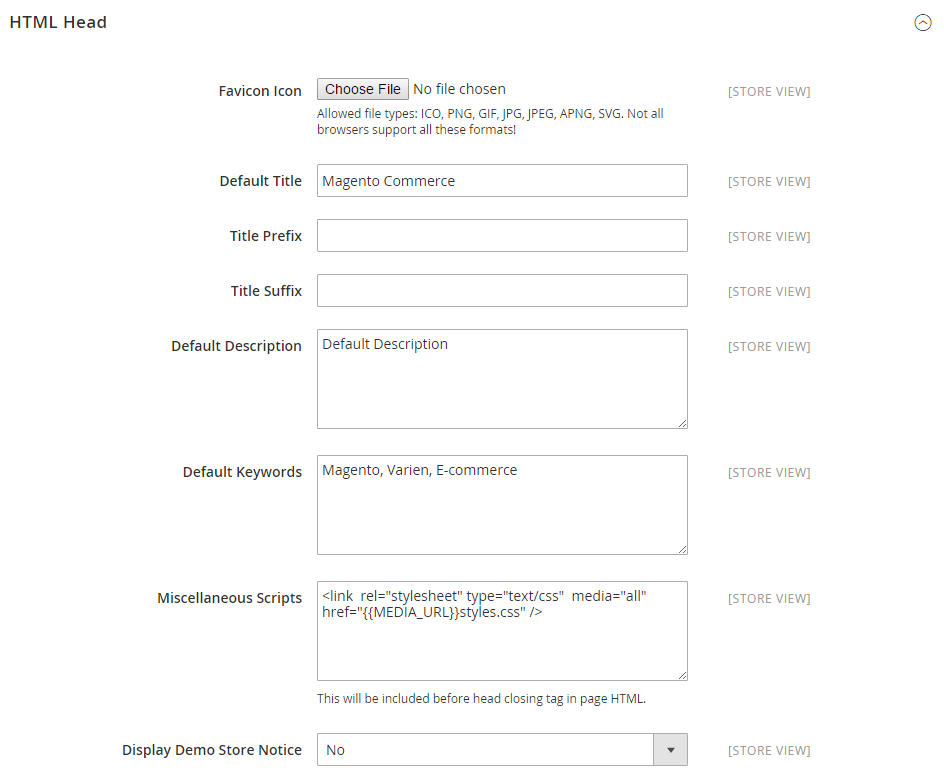 HTML Head
Favicon Icon Choose File No file chosen [STORE VIEW]
Allowed file types: ICO, PNG, GIF, JPG, JPEG, APNG, SVG. Not all
browsers support all these formats!
Default Title Magento Commerce [STORE VIEW]
Title Prefix [STORE VIEW]
Title Suffix [STORE VIEW]
Default Description Default Description [STORE VIEW]
Default Keywords Magento, Varien, E-commerce [STORE VIEW]
Miscellaneous Scripts <link  rel="stylesheet" type="text/css"  media="all" [STORE VIEW]
href="{{MEDIA_URL}}styles.css" />
This will be included before head closing tag in page HTML.
Display Demo Store Notice No [STORE VIEW]